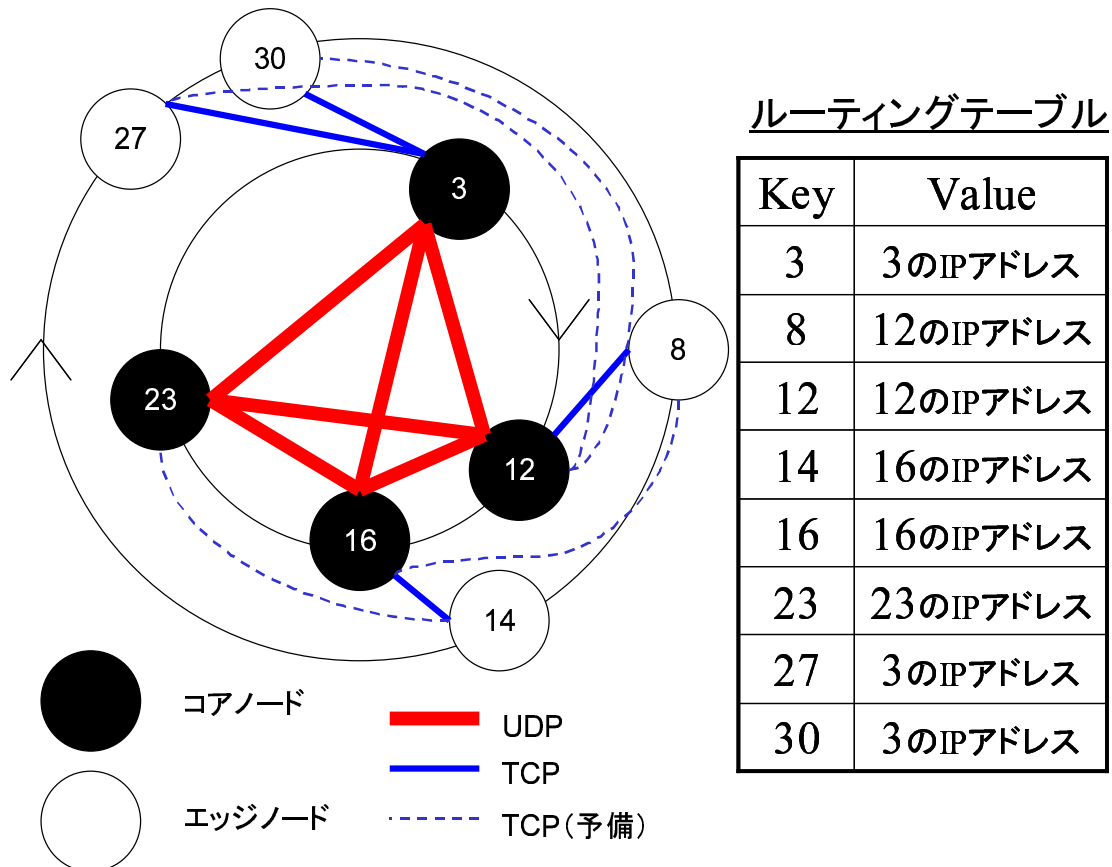 30
27
3
8
23
12
16
14
コアノード
エッジノード
UDP
TCP
TCP(予備)
ルーティングテーブル
Key Value
3 3のIPアドレス
8 12のIPアドレス
12 12のIPアドレス
14 16のIPアドレス
16 16のIPアドレス
23 23のIPアドレス
27 3のIPアドレス
30 3のIPアドレス